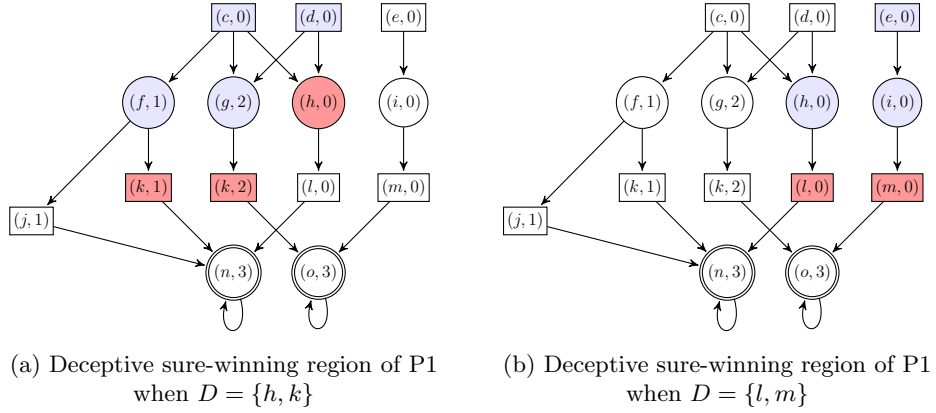 (c, 0) (d, 0) (e, 0)
(f, 1) (g, 2) (h, 0) (i, 0)
(k, 1) (k, 2) (l, 0) (m, 0)
(j, 1)
(n, 3) (o, 3)
(a) Deceptive sure-winning region of P1
when D = {h, k}
(c, 0) (d, 0) (e, 0)
(f, 1) (g, 2) (h, 0) (i, 0)
(k, 1) (k, 2) (l, 0) (m, 0)
(j, 1)
(n, 3) (o, 3)
(b) Deceptive sure-winning region of P1
when D = {l, m}